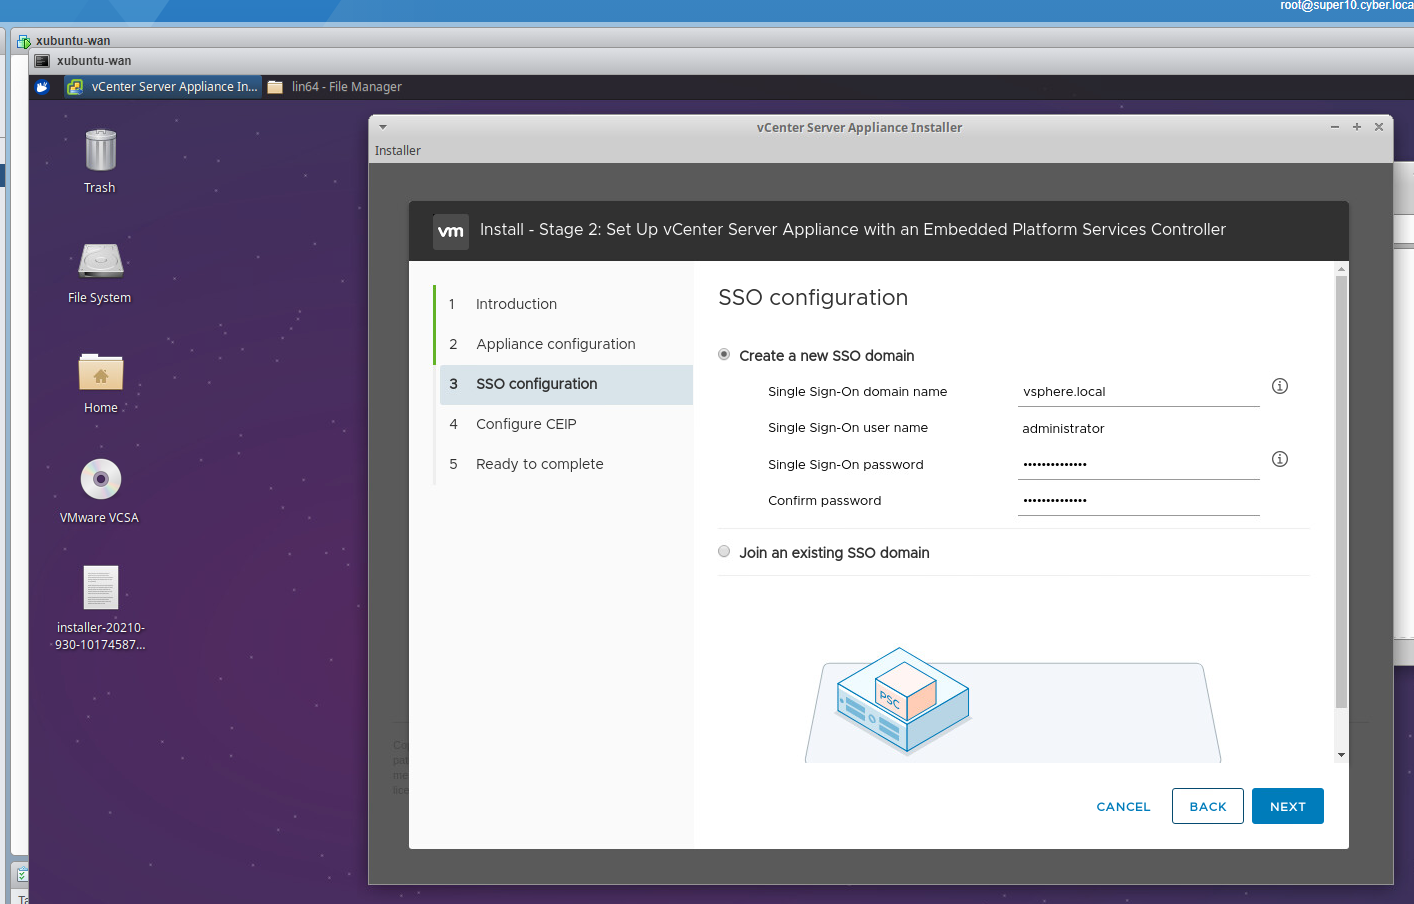 root@super10.cyber.loca
xubuntu-wan
xubuntu-wan
vCenter Server Appliance In...
lin64 - File Manager
Trash
File System
Home
VMware VCSA
installer-20210-
930-10174587...
vCenter Server Appliance Installer
Installer
vm
Install - Stage 2: Set Up vCenter Server Appliance with an Embedded Platform Services Controller
1 Introduction
2 Appliance configuration
3 SSO configuration
4 Configure CEIP
5 Ready to complete
SSO configuration
Create a new SSO domain
Single Sign-On domain name
vsphere.local
Single Sign-On user name
administrator
Single Sign-On password
••••••••••••••
Confirm password
••••••••••••••
Join an existing SSO domain
PSC
CANCEL
BACK
NEXT